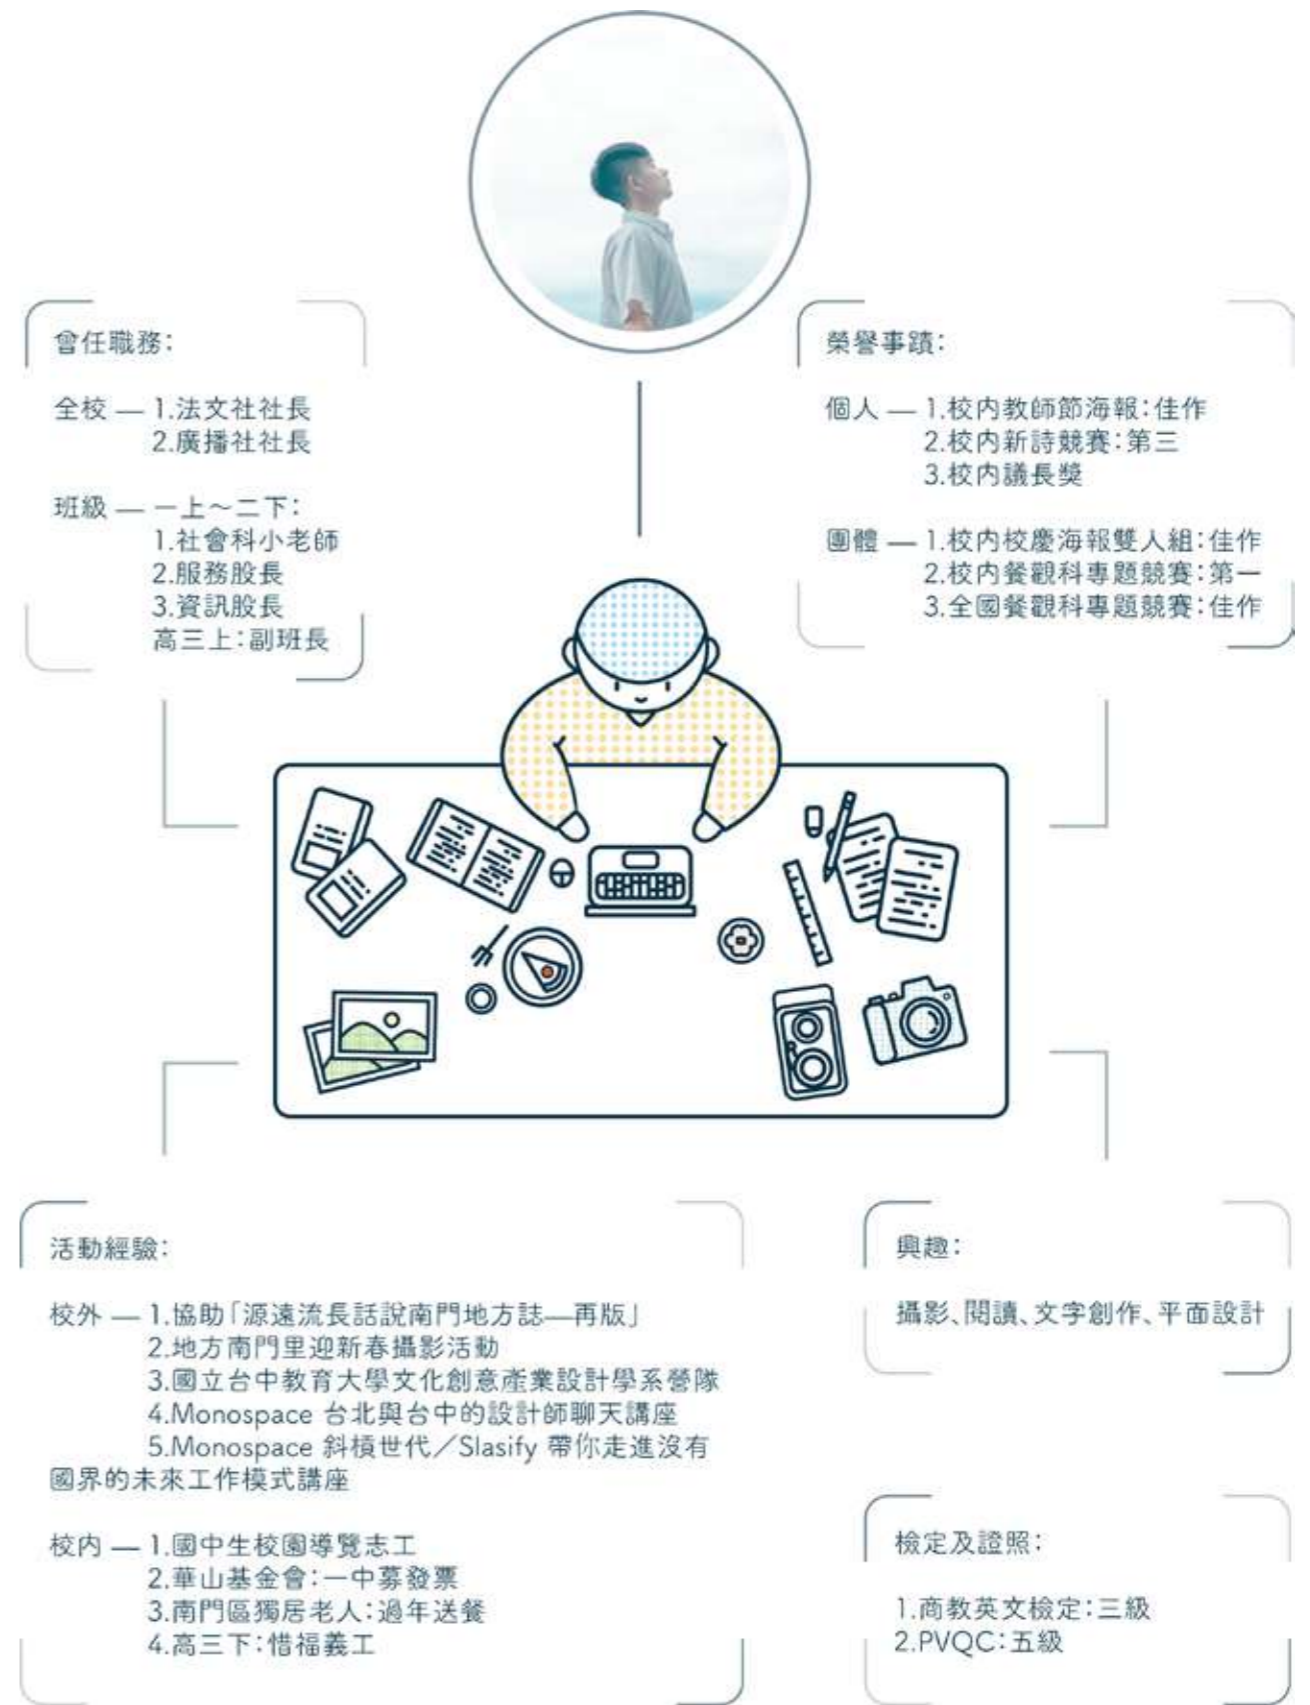 曾任職務：
全校 — 1.法文社社長
2.廣播社社長
班級 — 一上～二下：
1.社會科小老師
2.服務股長
3.資訊股長
高三上：副班長
榮譽事蹟：
個人 — 1.校內教師節海報：佳作
2.校內新詩競賽：第三
3.校內議長獎
團體 — 1.校內校慶海報雙人組：佳作
2.校內餐觀科專題競賽：第一
3.全國餐觀科專題競賽：佳作
活動經驗：
校外 — 1.協助「源遠流長話說南門地方誌—再版」
2.地方南門里迎新春攝影活動
3.國立台中教育大學文化創意產業設計學系營隊
4.Monospace 台北與台中的設計師聊天講座
5.Monospace 斜槓世代／Slasify 帶你走進沒有
國界的未來工作模式講座
校內 — 1.國中生校園導覽志工
2.華山基金會：一中募發票
3.南門區獨居老人：過年送餐
4.高三下：惜福義工
興趣：
攝影、閱讀、文字創作、平面設計
檢定及證照：
1.商教英文檢定：三級
2.PVQC：五級